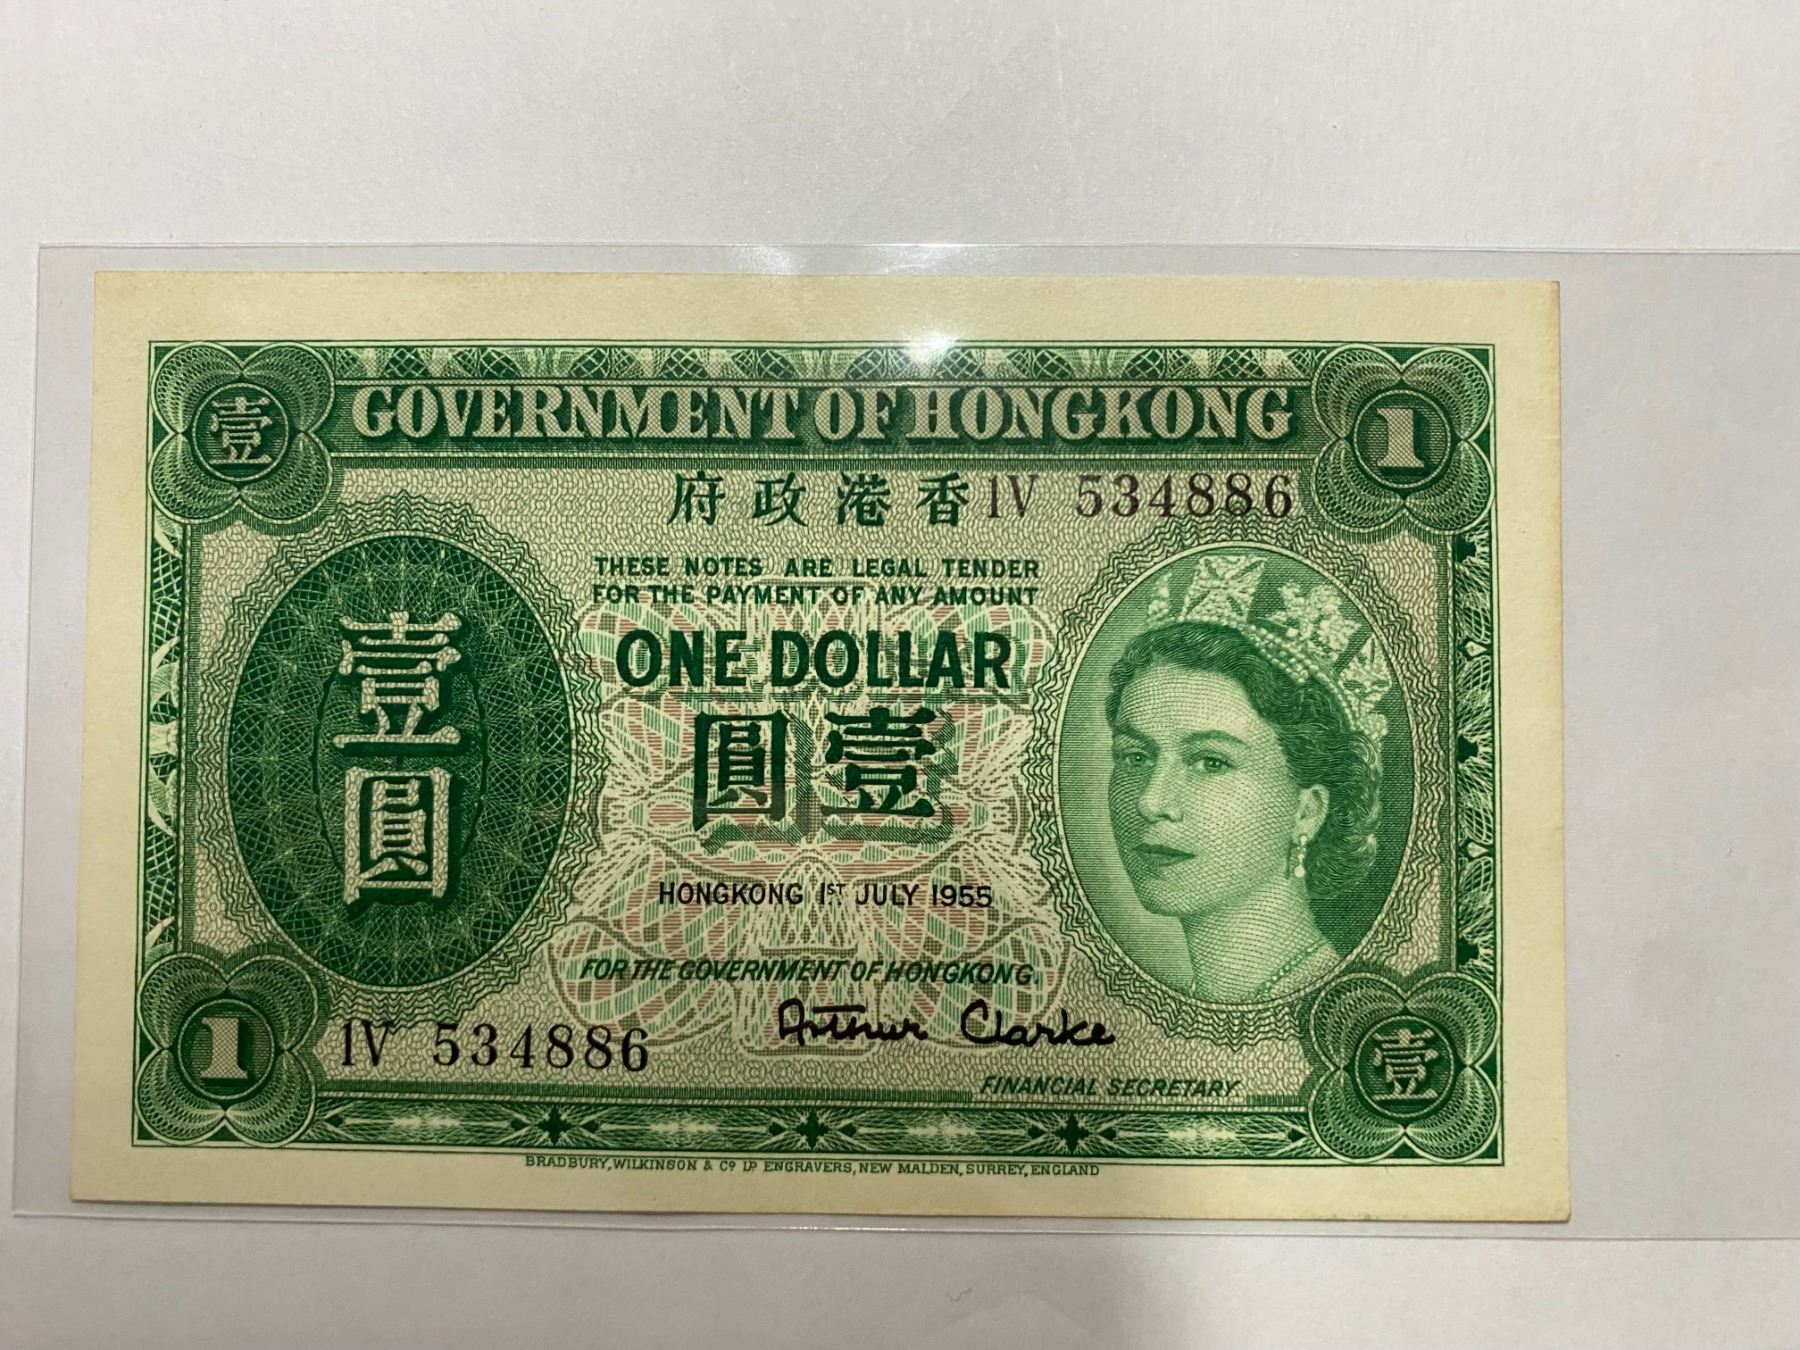 壹
GOVERNMENT OF HONGKONG
1
府政港香
1V 534886
THESE NOTES ARE LEGAL TENDER
FOR THE PAYMENT OF ANY AMOUNT
ONE DOLLAR
圓壹
壹圓
HONGKONG 1ST JULY 1955
FOR THE GOVERNMENT OF HONGKONG.
Arthur Clarke
FINANCIAL SECRETARY.
1
1V 534886
壹
BRADBURY, WILKINSON & Co Ld ENGRAVERS, NEW MALDEN, SURREY, ENGLAND